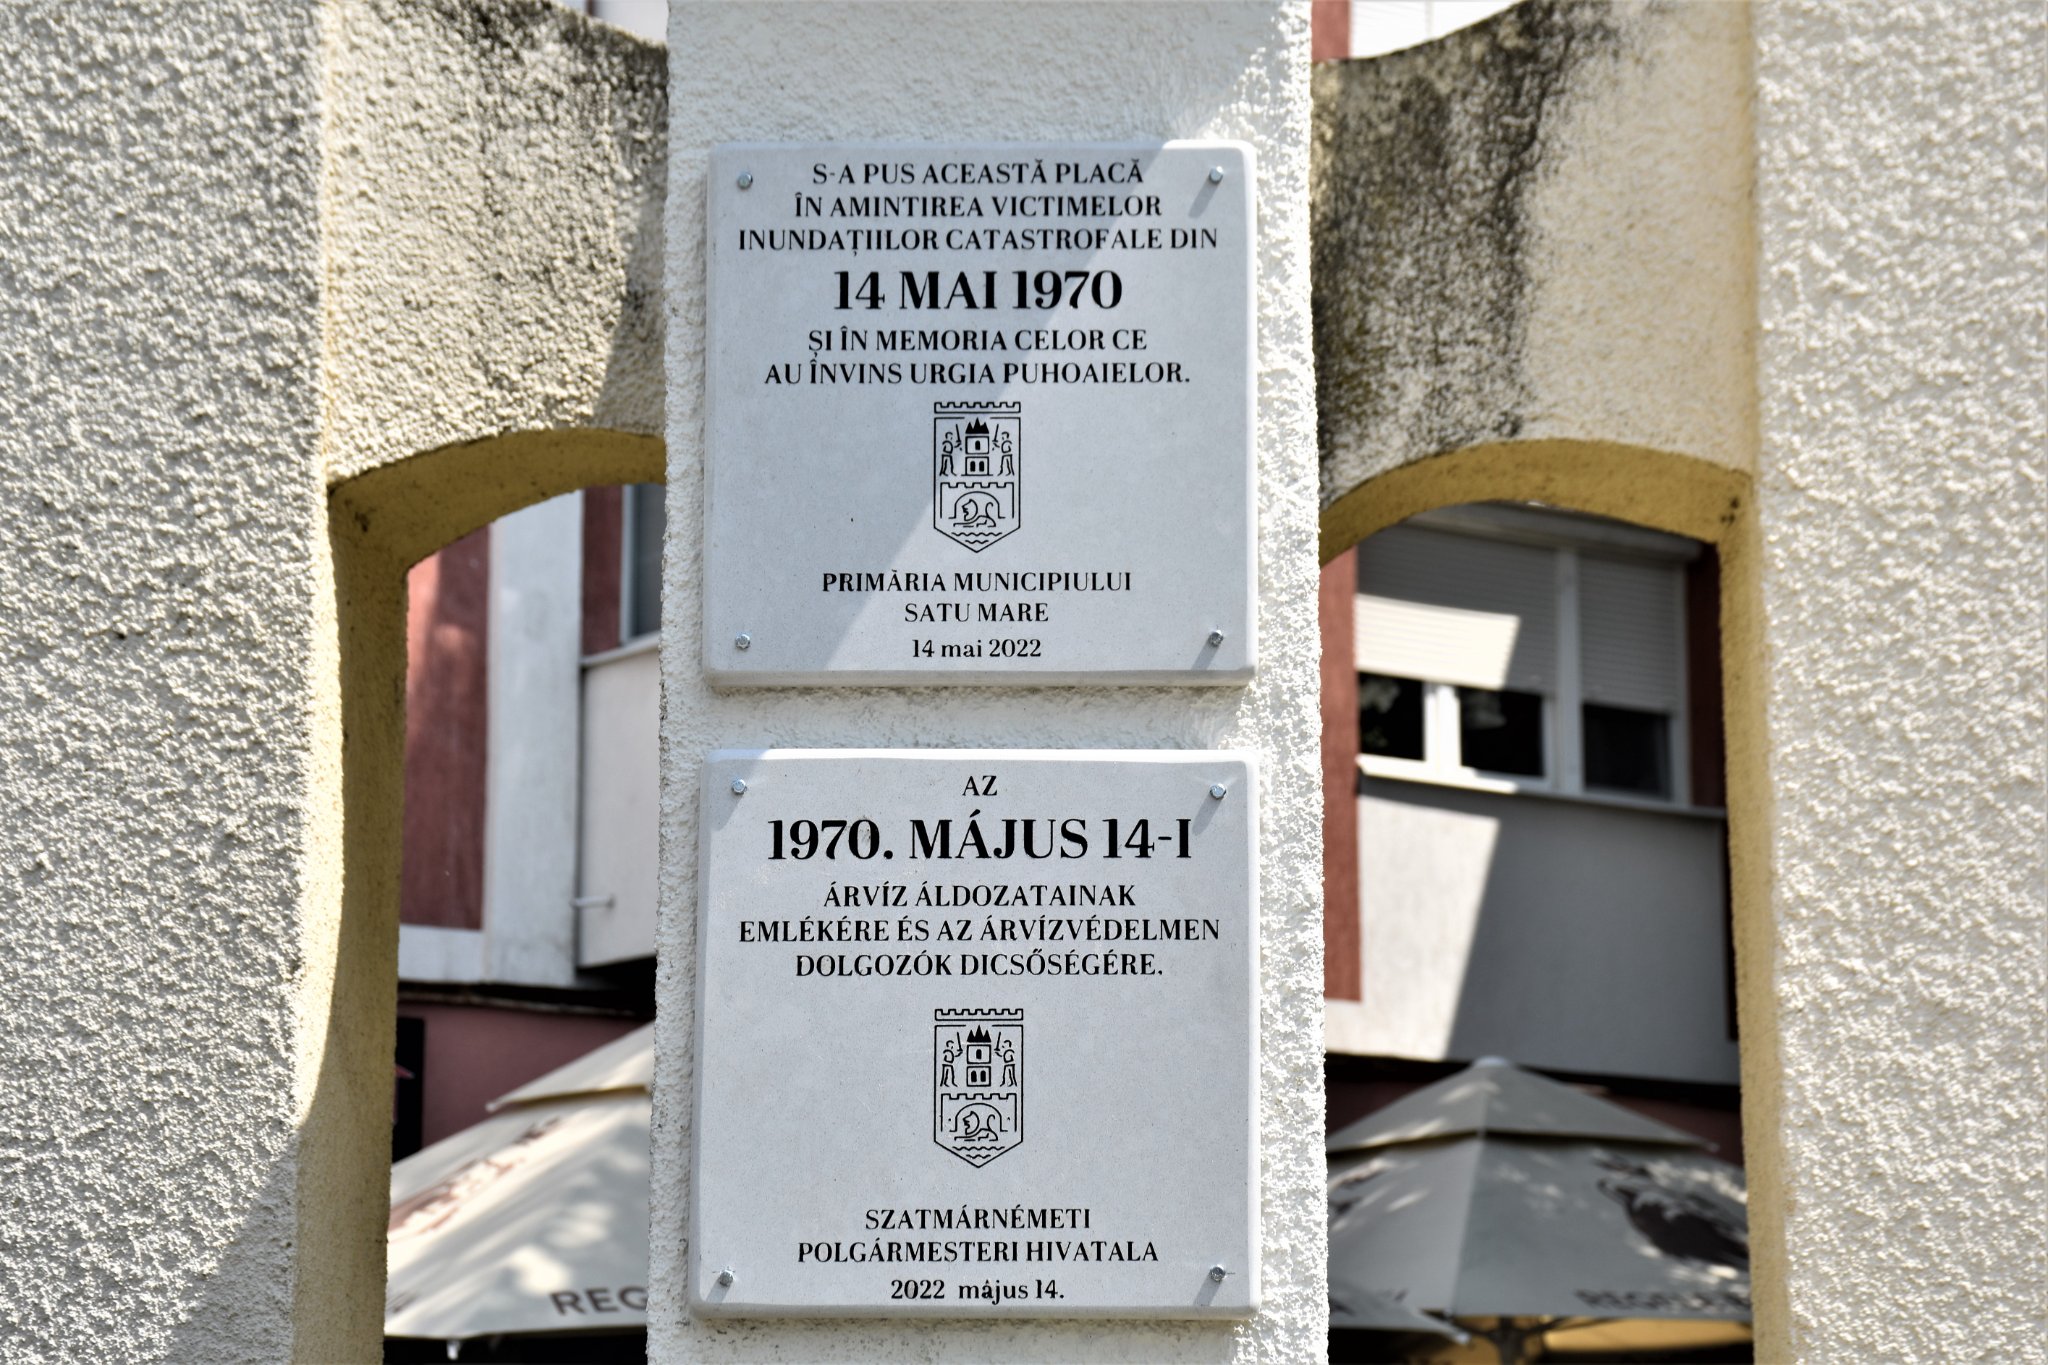 S-A PUS ACEASTĂ PLACĂ
ÎN AMINTIREA VICTIMELOR
INUNDAȚIILOR CATASTROFALE DIN
14 MAI 1970
ȘI ÎN MEMORIA CELOR CE
AU ÎNVINS URGIA PUHOAIELOR.
PRIMĂRIA MUNICIPIULUI
SATU MARE
14 mai 2022
AZ
1970. MÁJUS 14-I
ÁRVÍZ ÁLDOZATAINAK
EMLÉKÉRE ÉS AZ ÁRVÍZVÉDELMEN
DOLGOZÓK DICSŐSÉGÉRE.
SZATMÁRNÉMETI
POLGÁRMESTERI HIVATALA
2022 május 14.